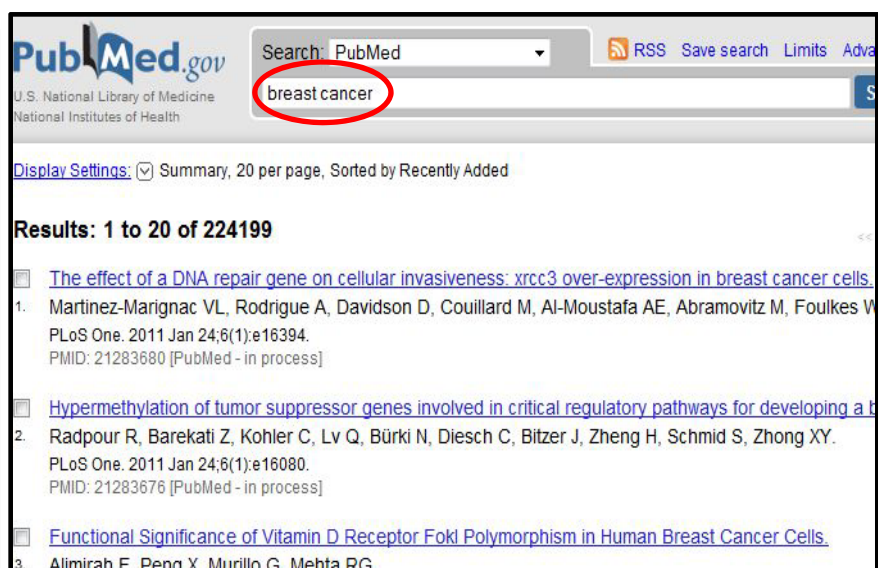 PubMed.gov
U.S. National Library of Medicine
National Institutes of Health
Search: PubMed
RSS Save search Limits
breast cancer
Display Settings: Summary, 20 per page, Sorted by Recently Added
Results: 1 to 20 of 224199
<<
The effect of a DNA repair gene on cellular invasiveness: xrcc3 over-expression in breast cancer cells.
1. Martinez-Marignac VL, Rodrigue A, Davidson D, Couillard M, Al-Moustafa AE, Abramovitz M, Foulkes W
PLoS One. 2011 Jan 24;6(1):e16394.
PMID: 21283680 [PubMed - in process]
Hypermethylation of tumor suppressor genes involved in critical regulatory pathways for developing a b
2. Radpour R, Barekati Z, Kohler C, Lv Q, Bürki N, Diesch C, Bitzer J, Zheng H, Schmid S, Zhong XY.
PLoS One. 2011 Jan 24;6(1):e16080.
PMID: 21283676 [PubMed - in process]
Functional Significance of Vitamin D Receptor FokI Polymorphism in Human Breast Cancer Cells.
3. Alimirah F, Peng X, Murillo G, Mehta RG.